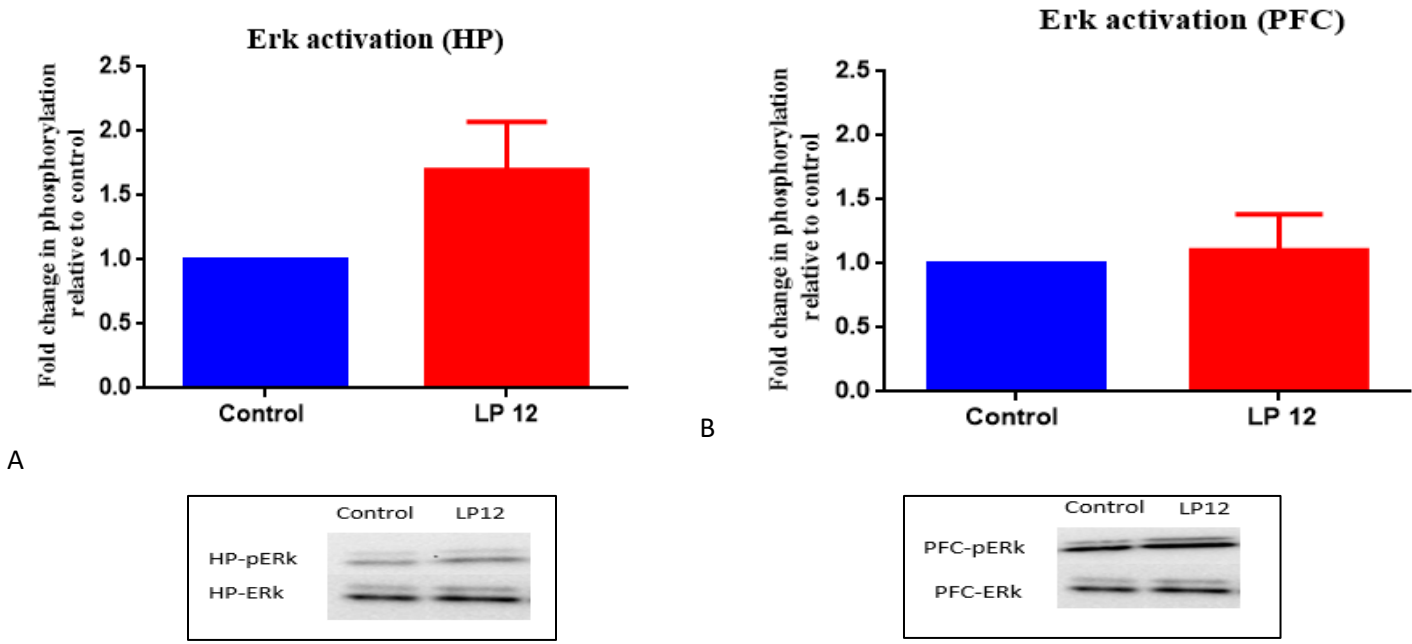 Erk activation (HP)
Fold change in phosphorylation
relative to control
2.5
2.0
1.5
1.0
0.5
0.0
Control LP 12
A
Control LP12
HP-pERk
HP-ERk
Erk activation (PFC)
Fold change in phosphorylation
relative to control
2.5
2.0
1.5
1.0
0.5
0.0
Control LP 12
B
Control LP12
PFC-pERk
PFC-ERk